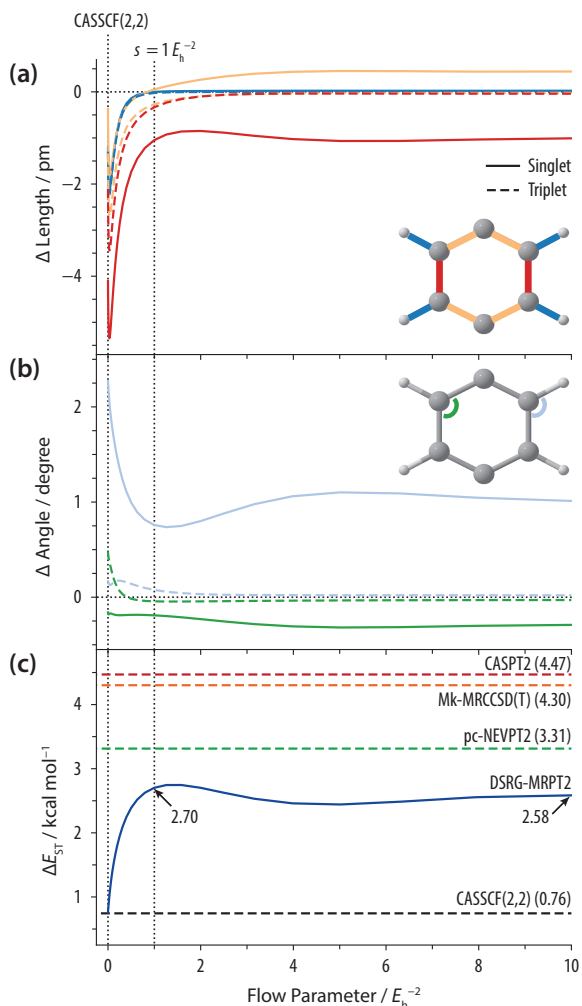 CASSCF(2,2)
s = 1 E_h^−2
(a)
0
−2
−4
Δ Length / pm
Singlet
Triplet
(b)
2
1
0
Δ Angle / degree
(c)
CASPT2 (4.47)
Mk-MRCCSD(T) (4.30)
pc-NEVPT2 (3.31)
DSRG-MRPT2
2.70
2.58
CASSCF(2,2) (0.76)
4
3
2
1
ΔE_ST / kcal mol^−1
0 2 4 6 8 10
Flow Parameter / E_h^−2